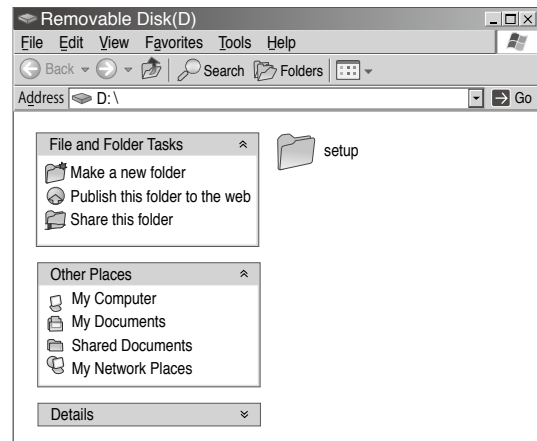 Removable Disk(D)
File Edit View Favorites Tools Help
Back Search Folders
Address D:\ Go
File and Folder Tasks
Make a new folder
Publish this folder to the web
Share this folder
setup
Other Places
My Computer
My Documents
Shared Documents
My Network Places
Details